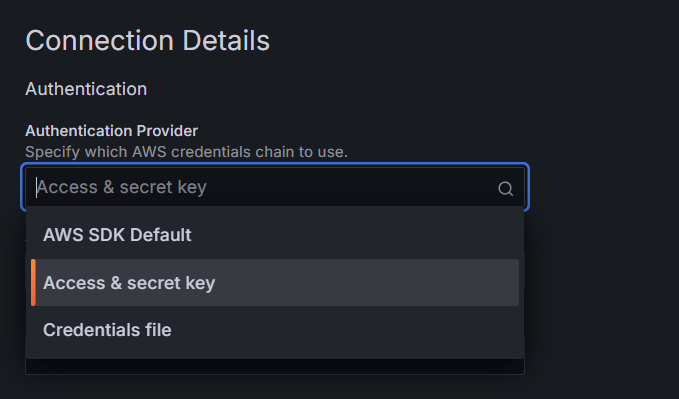 Connection Details
Authentication
Authentication Provider
Specify which AWS credentials chain to use.
Access & secret key
AWS SDK Default
Access & secret key
Credentials file